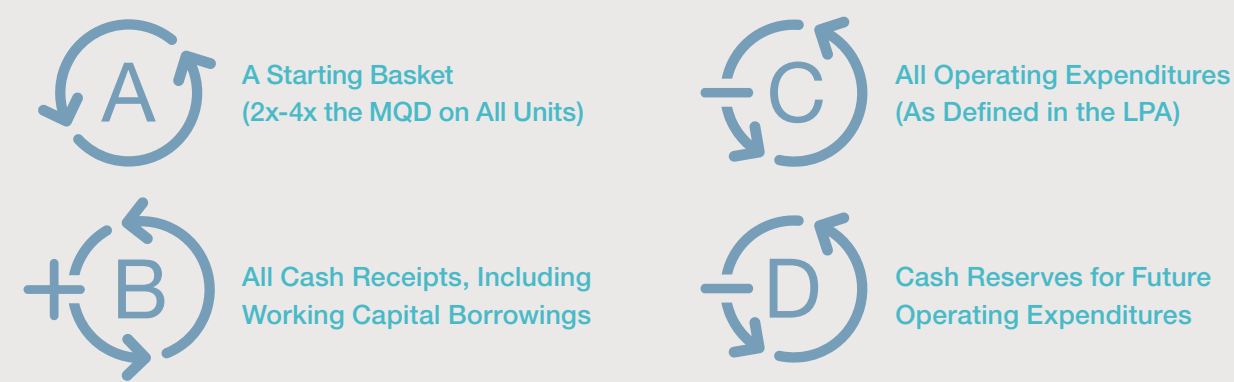 A
A Starting Basket
(2x-4x the MQD on All Units)
B
All Cash Receipts, Including
Working Capital Borrowings
C
All Operating Expenditures
(As Defined in the LPA)
D
Cash Reserves for Future
Operating Expenditures